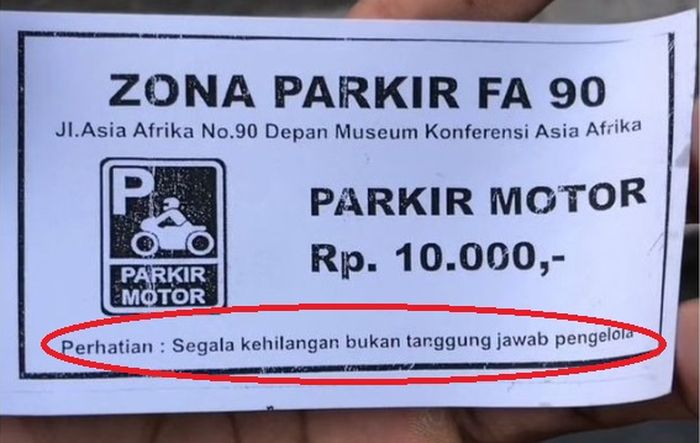 ZONA PARKIR FA 90
Jl.Asia Afrika No.90 Depan Museum Konferensi Asia Afrika
P
PARKIR
MOTOR
PARKIR MOTOR
Rp. 10.000,-
Perhatian : Segala kehilangan bukan tanggung jawab pengelola